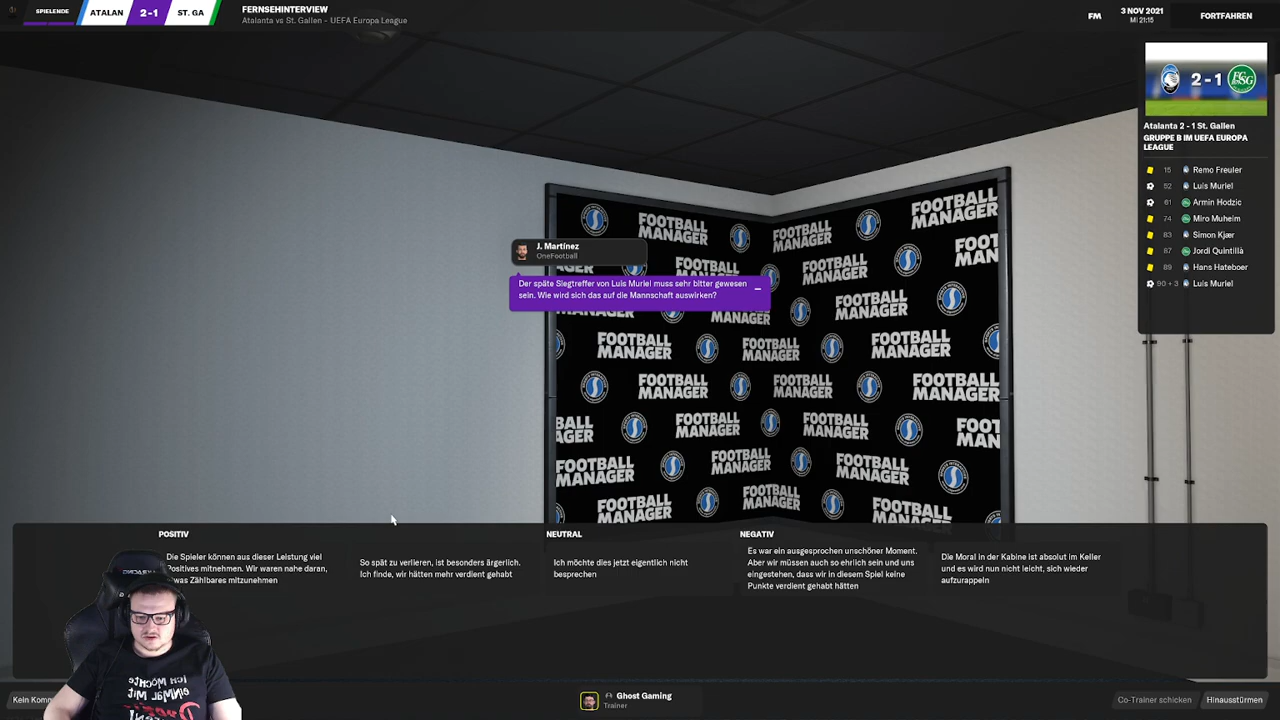 SPIELENDE
ATALAN 2-1 ST. GA
FERNSEHINTERVIEW
Atalanta vs St. Gallen - UEFA Europa League
FM
3 NOV 2021
MI 21:15
FORTFAHREN
2 - 1
Atalanta 2 - 1 St. Gallen
GRUPPE B IM UEFA EUROPA
LEAGUE
15 Remo Freuler
52 Luis Muriel
61 Armin Hodzic
74 Miro Muheim
83 Simon Kjær
87 Jordi Quintillà
89 Hans Hateboer
90 + 3 Luis Muriel
J. Martínez
OneFootball
Der späte Siegtreffer von Luis Muriel muss sehr bitter gewesen
sein. Wie wird sich das auf die Mannschaft auswirken?
FOOTBALL
MANAGER
POSITIV
Die Spieler können aus dieser Leistung viel
Positives mitnehmen. Wir waren nahe daran,
etwas Zählbares mitzunehmen
So spät zu verlieren, ist besonders ärgerlich.
Ich finde, wir hätten mehr verdient gehabt
NEUTRAL
Ich möchte dies jetzt eigentlich nicht
besprechen
NEGATIV
Es war ein ausgesprochen unschöner Moment.
Aber wir müssen auch so ehrlich sein und uns
eingestehen, dass wir in diesem Spiel keine
Punkte verdient gehabt hätten
Die Moral in der Kabine ist absolut im Keller
und es wird nun nicht leicht, sich wieder
aufzurappeln
Kein Komm
Ghost Gaming
Trainer
Co-Trainer schicken
Hinausstürmen